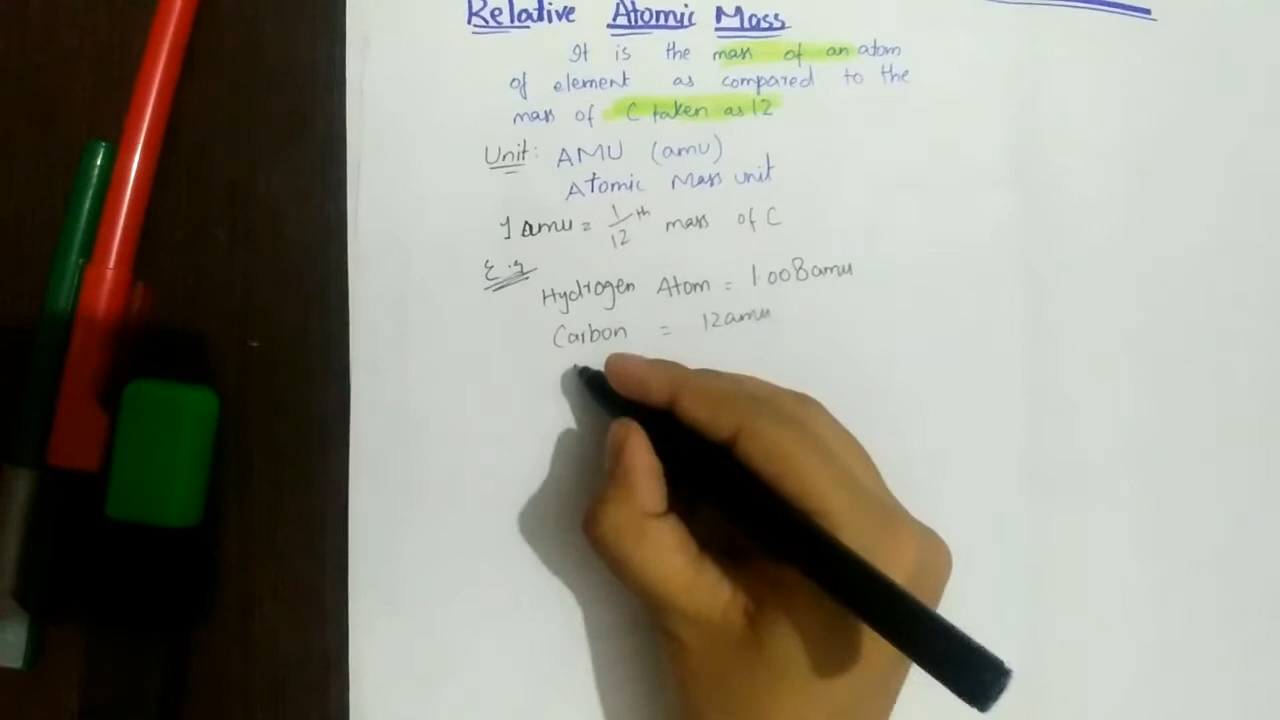 Relative Atomic Mass
It is the mass of an atom
of element as compared to the
mass of C taken as 12
Unit: AMU (amu)
Atomic Mass unit
1 amu = 1/12 th mass of C
E.g
Hydrogen Atom = 1.008amu
Carbon = 12amu